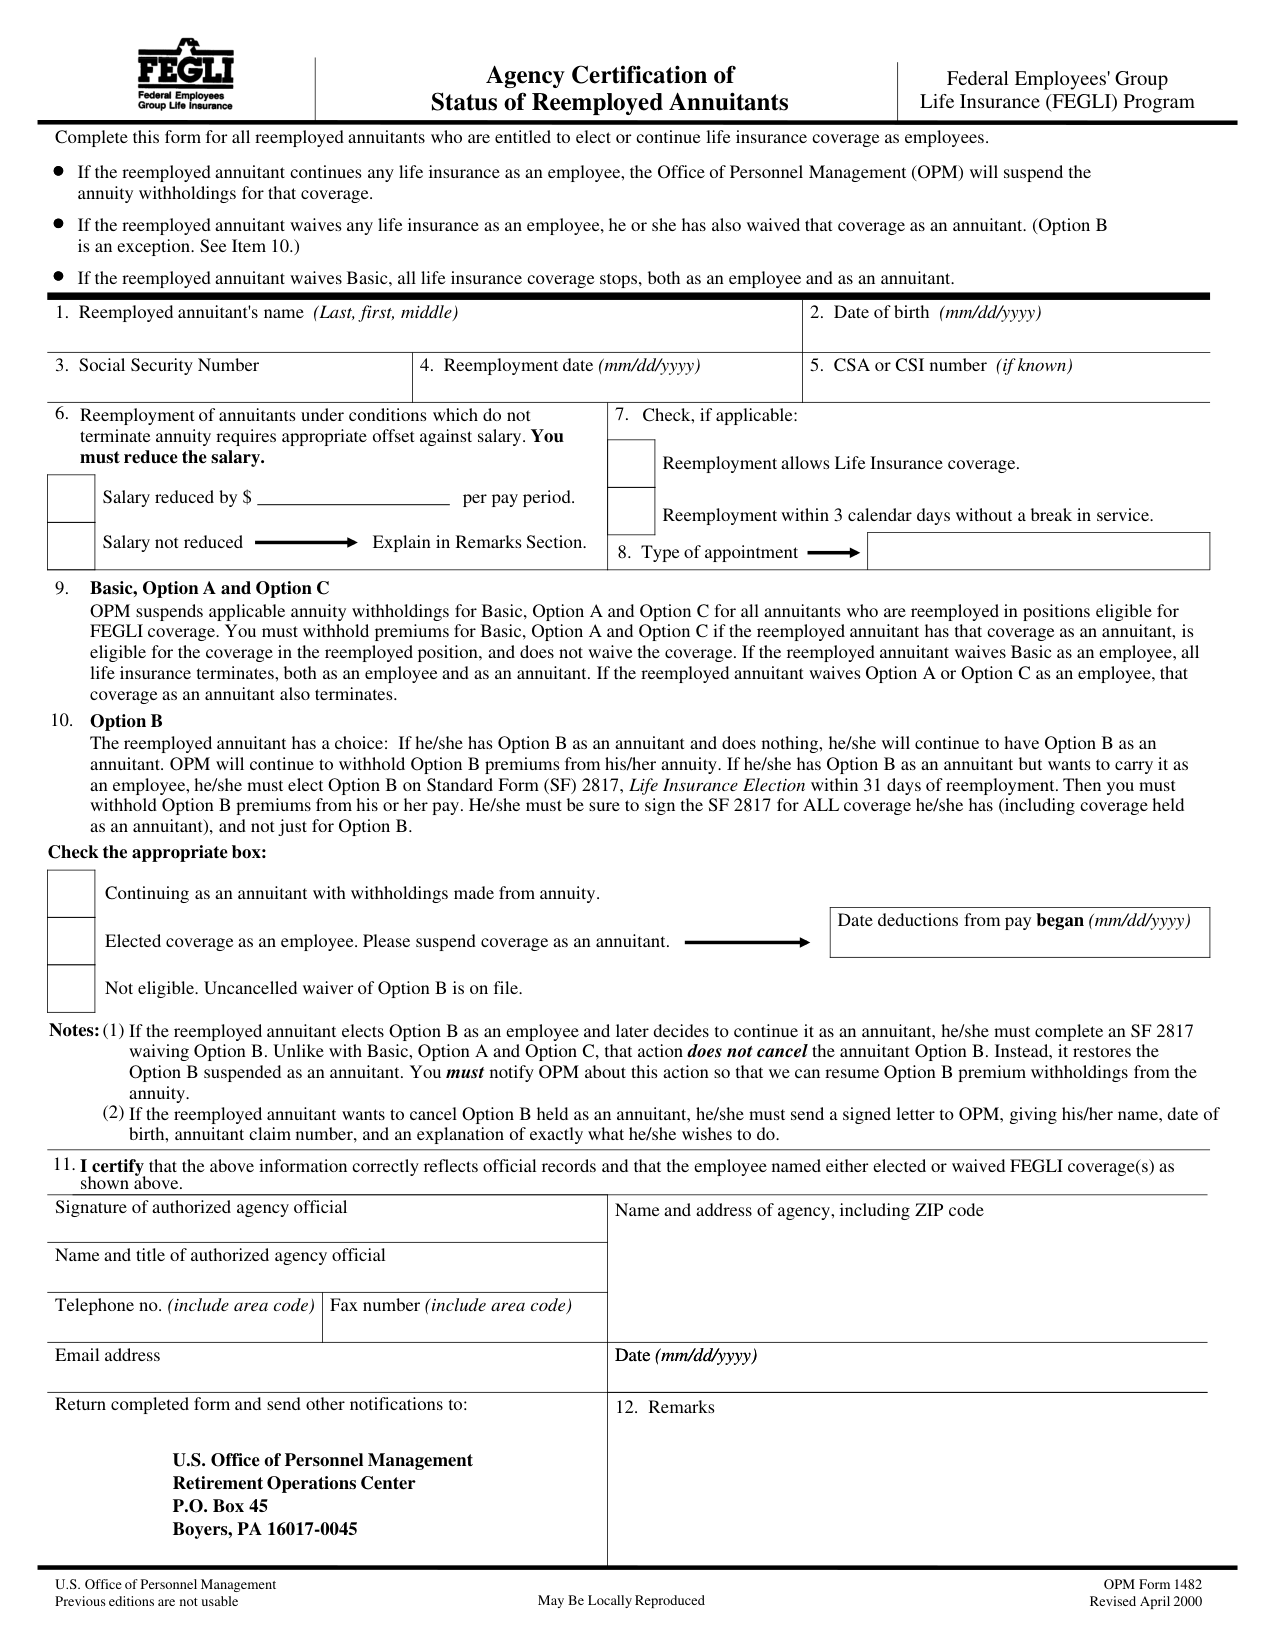 FEGLI
Federal Employees
Group Life Insurance
Agency Certification of
Status of Reemployed Annuitants
Federal Employees' Group
Life Insurance (FEGLI) Program
Complete this form for all reemployed annuitants who are entitled to elect or continue life insurance coverage as employees.
● If the reemployed annuitant continues any life insurance as an employee, the Office of Personnel Management (OPM) will suspend the
annuity withholdings for that coverage.
● If the reemployed annuitant waives any life insurance as an employee, he or she has also waived that coverage as an annuitant. (Option B
is an exception. See Item 10.)
● If the reemployed annuitant waives Basic, all life insurance coverage stops, both as an employee and as an annuitant.
1. Reemployed annuitant's name (Last, first, middle)
2. Date of birth (mm/dd/yyyy)
3. Social Security Number
4. Reemployment date (mm/dd/yyyy)
5. CSA or CSI number (if known)
6. Reemployment of annuitants under conditions which do not
terminate annuity requires appropriate offset against salary. You
must reduce the salary.
Salary reduced by $ ____________________ per pay period.
Salary not reduced Explain in Remarks Section.
7. Check, if applicable:
Reemployment allows Life Insurance coverage.
Reemployment within 3 calendar days without a break in service.
8. Type of appointment
9. Basic, Option A and Option C
OPM suspends applicable annuity withholdings for Basic, Option A and Option C for all annuitants who are reemployed in positions eligible for
FEGLI coverage. You must withhold premiums for Basic, Option A and Option C if the reemployed annuitant has that coverage as an annuitant, is
eligible for the coverage in the reemployed position, and does not waive the coverage. If the reemployed annuitant waives Basic as an employee, all
life insurance terminates, both as an employee and as an annuitant. If the reemployed annuitant waives Option A or Option C as an employee, that
coverage as an annuitant also terminates.
10. Option B
The reemployed annuitant has a choice: If he/she has Option B as an annuitant and does nothing, he/she will continue to have Option B as an
annuitant. OPM will continue to withhold Option B premiums from his/her annuity. If he/she has Option B as an annuitant but wants to carry it as
an employee, he/she must elect Option B on Standard Form (SF) 2817, Life Insurance Election within 31 days of reemployment. Then you must
withhold Option B premiums from his or her pay. He/she must be sure to sign the SF 2817 for ALL coverage he/she has (including coverage held
as an annuitant), and not just for Option B.
Check the appropriate box:
Continuing as an annuitant with withholdings made from annuity.
Elected coverage as an employee. Please suspend coverage as an annuitant.
Date deductions from pay began (mm/dd/yyyy)
Not eligible. Uncancelled waiver of Option B is on file.
Notes: (1) If the reemployed annuitant elects Option B as an employee and later decides to continue it as an annuitant, he/she must complete an SF 2817
waiving Option B. Unlike with Basic, Option A and Option C, that action does not cancel the annuitant Option B. Instead, it restores the
Option B suspended as an annuitant. You must notify OPM about this action so that we can resume Option B premium withholdings from the
annuity.
(2) If the reemployed annuitant wants to cancel Option B held as an annuitant, he/she must send a signed letter to OPM, giving his/her name, date of
birth, annuitant claim number, and an explanation of exactly what he/she wishes to do.
11. I certify that the above information correctly reflects official records and that the employee named either elected or waived FEGLI coverage(s) as
shown above.
Signature of authorized agency official
Name and address of agency, including ZIP code
Name and title of authorized agency official
Telephone no. (include area code)
Fax number (include area code)
Email address
Date (mm/dd/yyyy)
Return completed form and send other notifications to:
U.S. Office of Personnel Management
Retirement Operations Center
P.O. Box 45
Boyers, PA 16017-0045
12. Remarks
U.S. Office of Personnel Management
Previous editions are not usable
May Be Locally Reproduced
OPM Form 1482
Revised April 2000